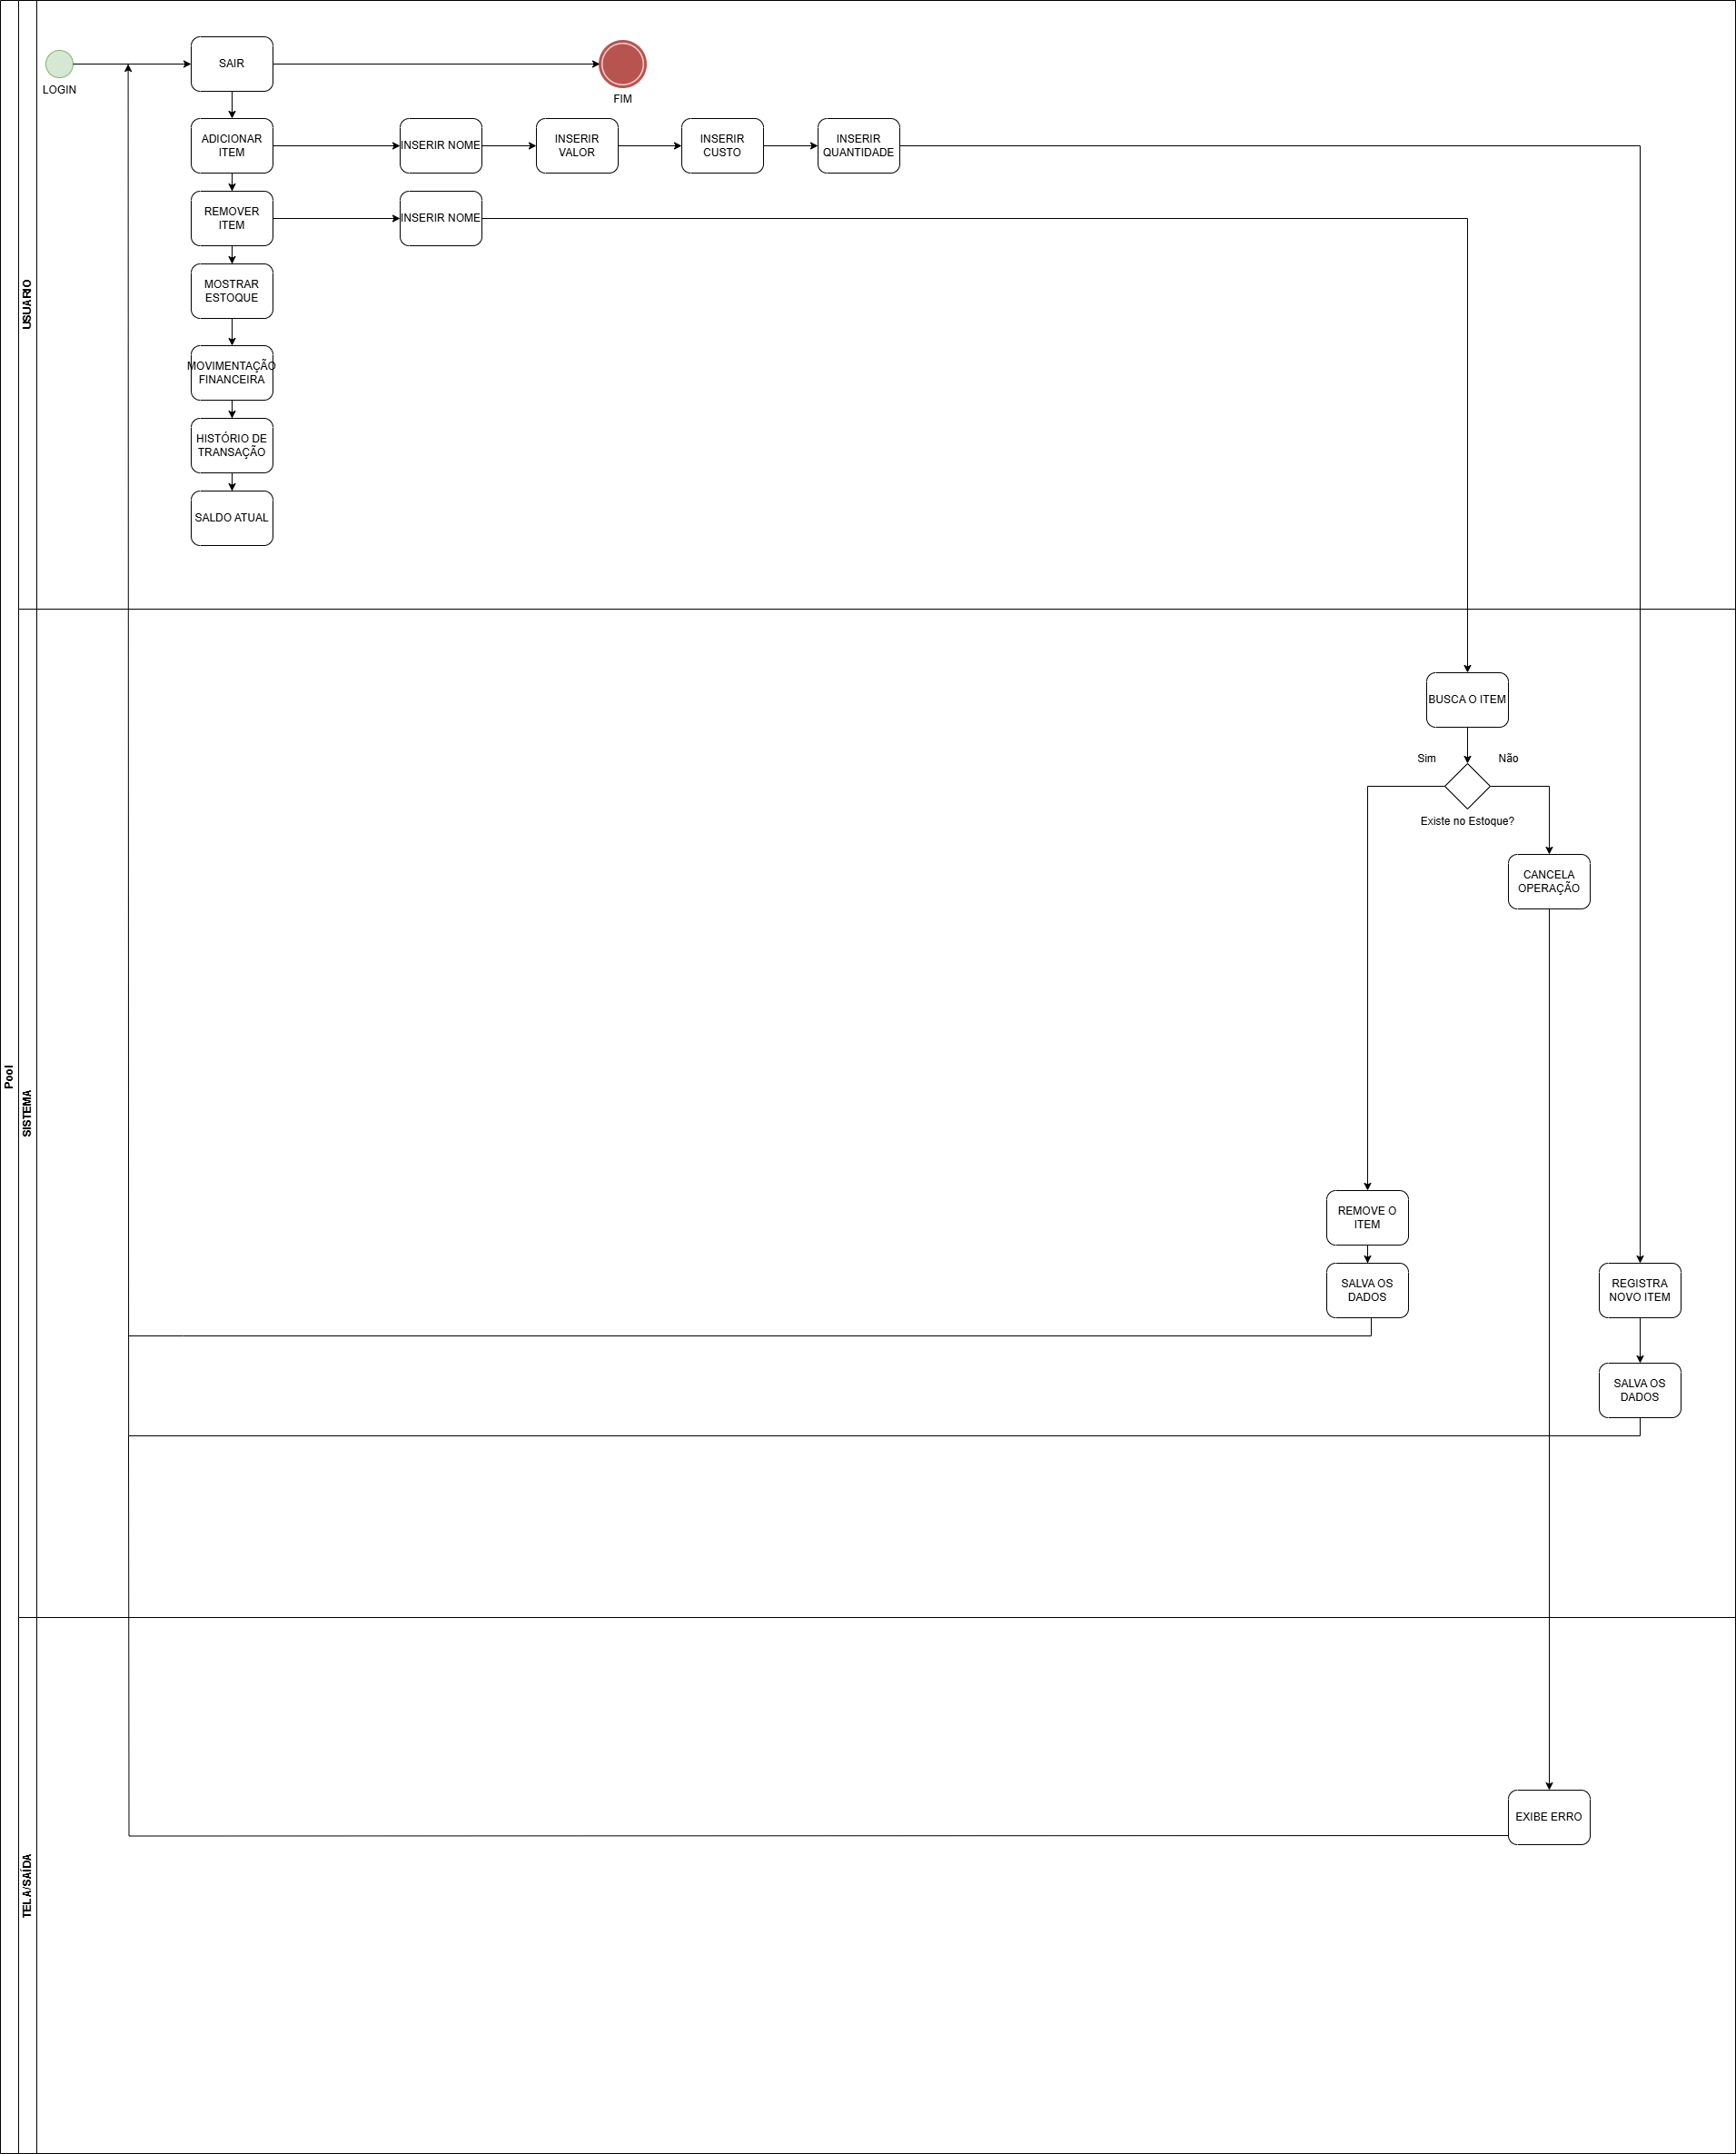 Pool
USUARIO
LOGIN
SAIR
FIM
ADICIONAR
ITEM
INSERIR NOME
INSERIR
VALOR
INSERIR
CUSTO
INSERIR
QUANTIDADE
REMOVER
ITEM
INSERIR NOME
MOSTRAR
ESTOQUE
MOVIMENTAÇÃO
FINANCEIRA
HISTÓRIO DE
TRANSAÇÃO
SALDO ATUAL
SISTEMA
BUSCA O ITEM
Sim
Não
Existe no Estoque?
CANCELA
OPERAÇÃO
REMOVE O
ITEM
SALVA OS
DADOS
REGISTRA
NOVO ITEM
SALVA OS
DADOS
TELA/SAÍDA
EXIBE ERRO